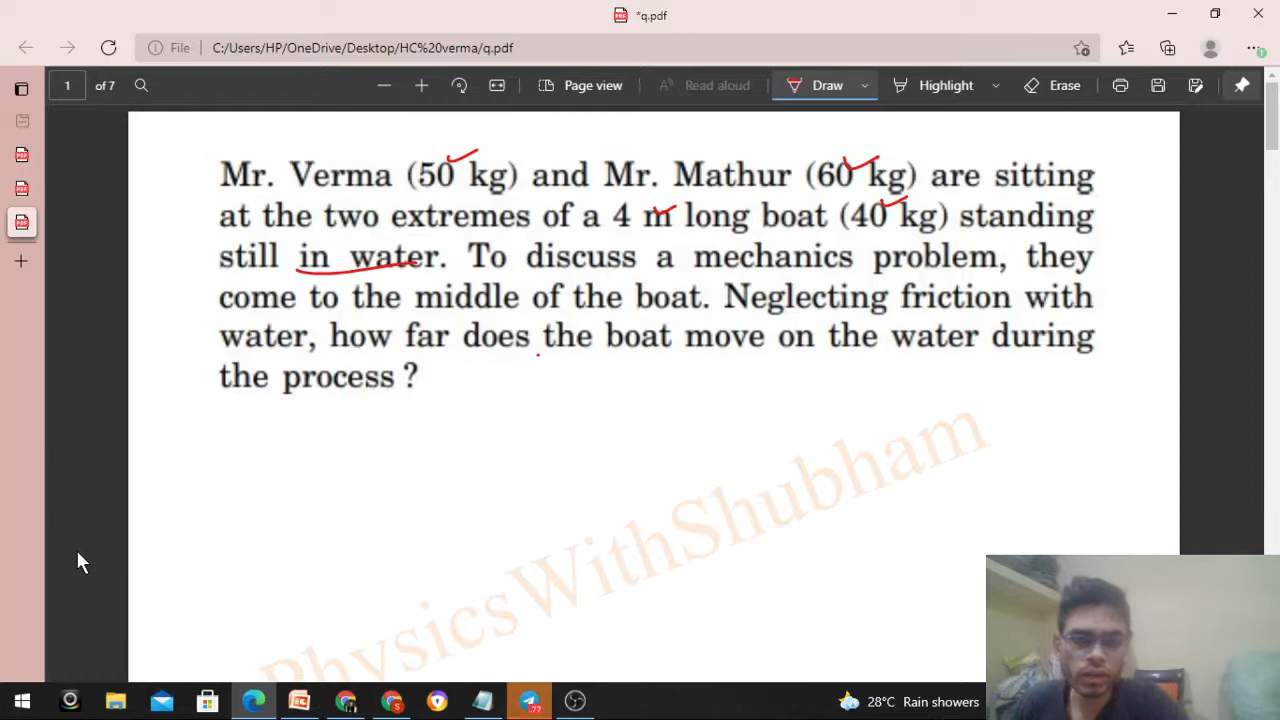 *q.pdf
File
C:/Users/HP/OneDrive/Desktop/HC%20verma/q.pdf
1 of 7
Page view
Read aloud
Draw
Highlight
Erase
Mr. Verma (50 kg) and Mr. Mathur (60 kg) are sitting
at the two extremes of a 4 m long boat (40 kg) standing
still in water. To discuss a mechanics problem, they
come to the middle of the boat. Neglecting friction with
water, how far does the boat move on the water during
the process ?
PhysicsWithShubham
77
28°C Rain showers